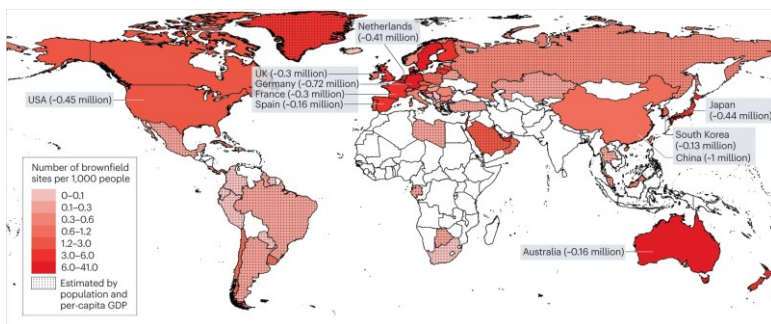 Netherlands
(~0.41 million)
UK (~0.3 million)
Germany (~0.72 million)
France (~0.3 million)
Spain (~0.16 million)
USA (~0.45 million)
Japan
(~0.44 million)
South Korea
(~0.13 million)
China (~1 million)
Australia (~0.16 million)
Number of brownfield
sites per 1,000 people
0–0.1
0.1–0.3
0.3–0.6
0.6–1.2
1.2–3.0
3.0–6.0
6.0–41.0
Estimated by
population and
per-capita GDP